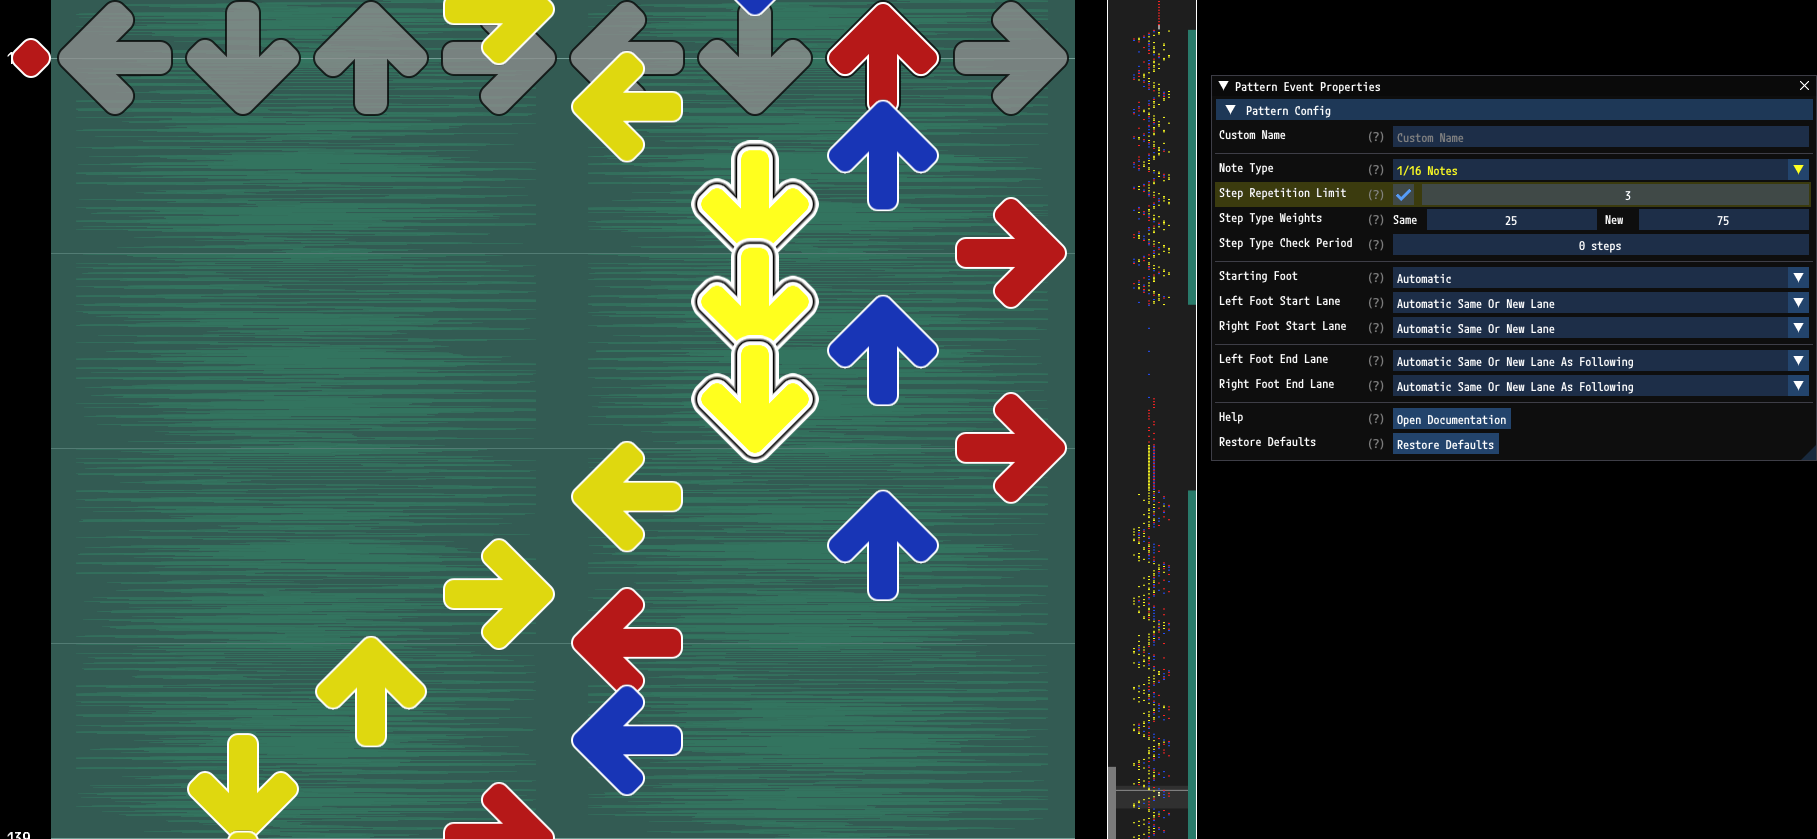 Pattern Event Properties
Pattern Config
Custom Name (?) Custom Name
Note Type (?) 1/16 Notes
Step Repetition Limit (?) 3
Step Type Weights (?) Same 25 New 75
Step Type Check Period (?) 0 steps
Starting Foot (?) Automatic
Left Foot Start Lane (?) Automatic Same Or New Lane
Right Foot Start Lane (?) Automatic Same Or New Lane
Left Foot End Lane (?) Automatic Same Or New Lane As Following
Right Foot End Lane (?) Automatic Same Or New Lane As Following
Help (?) Open Documentation
Restore Defaults (?) Restore Defaults
139